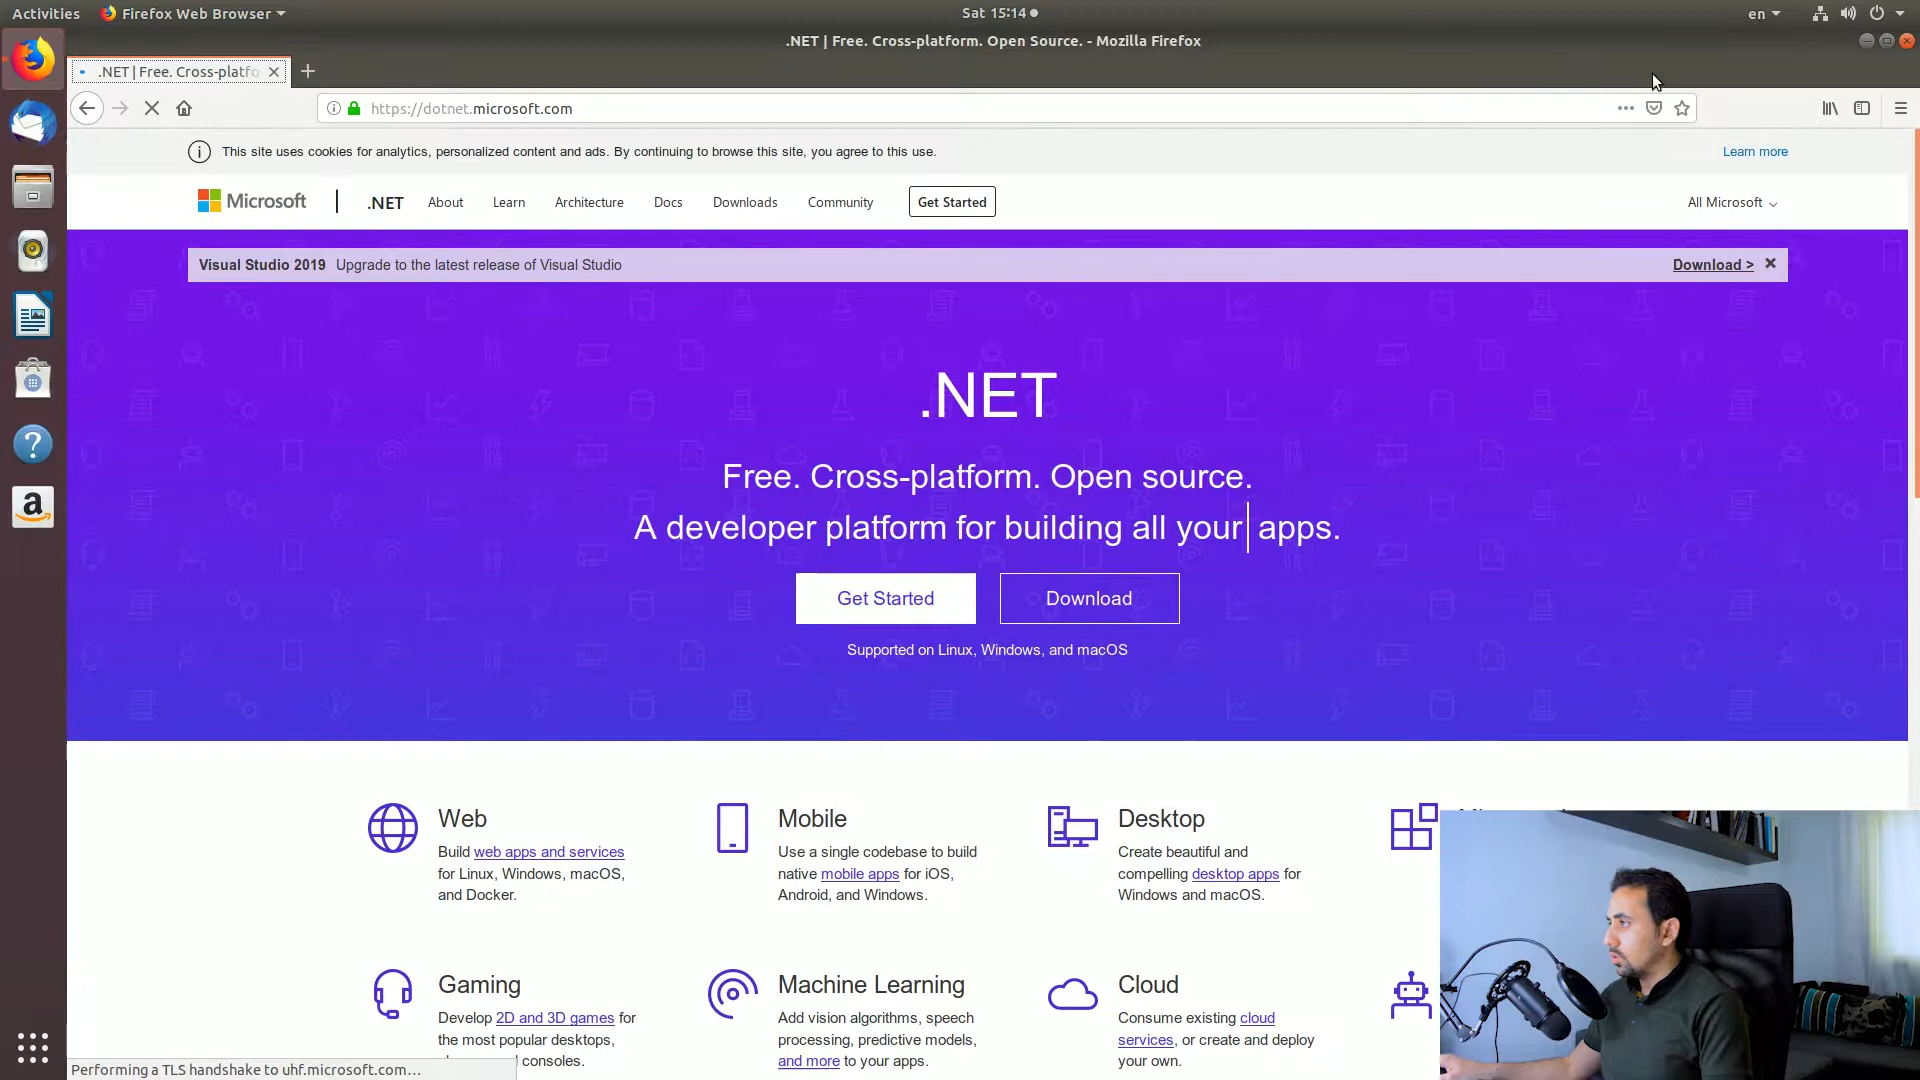 Activities
Firefox Web Browser
Sat 15:14
en
.NET | Free. Cross-platform. Open Source. - Mozilla Firefox
.NET | Free. Cross-platfo
https://dotnet.microsoft.com
This site uses cookies for analytics, personalized content and ads. By continuing to browse this site, you agree to this use.
Learn more
Microsoft
.NET
About
Learn
Architecture
Docs
Downloads
Community
Get Started
All Microsoft
Visual Studio 2019 Upgrade to the latest release of Visual Studio
Download >
.NET
Free. Cross-platform. Open source.
A developer platform for building all your apps.
Get Started
Download
Supported on Linux, Windows, and macOS
Web
Build web apps and services
for Linux, Windows, macOS,
and Docker.
Mobile
Use a single codebase to build
native mobile apps for iOS,
Android, and Windows.
Desktop
Create beautiful and
compelling desktop apps for
Windows and macOS.
Gaming
Develop 2D and 3D games for
the most popular desktops,
consoles.
Machine Learning
Add vision algorithms, speech
processing, predictive models,
and more to your apps.
Cloud
Consume existing cloud
services, or create and deploy
your own.
Performing a TLS handshake to uhf.microsoft.com…